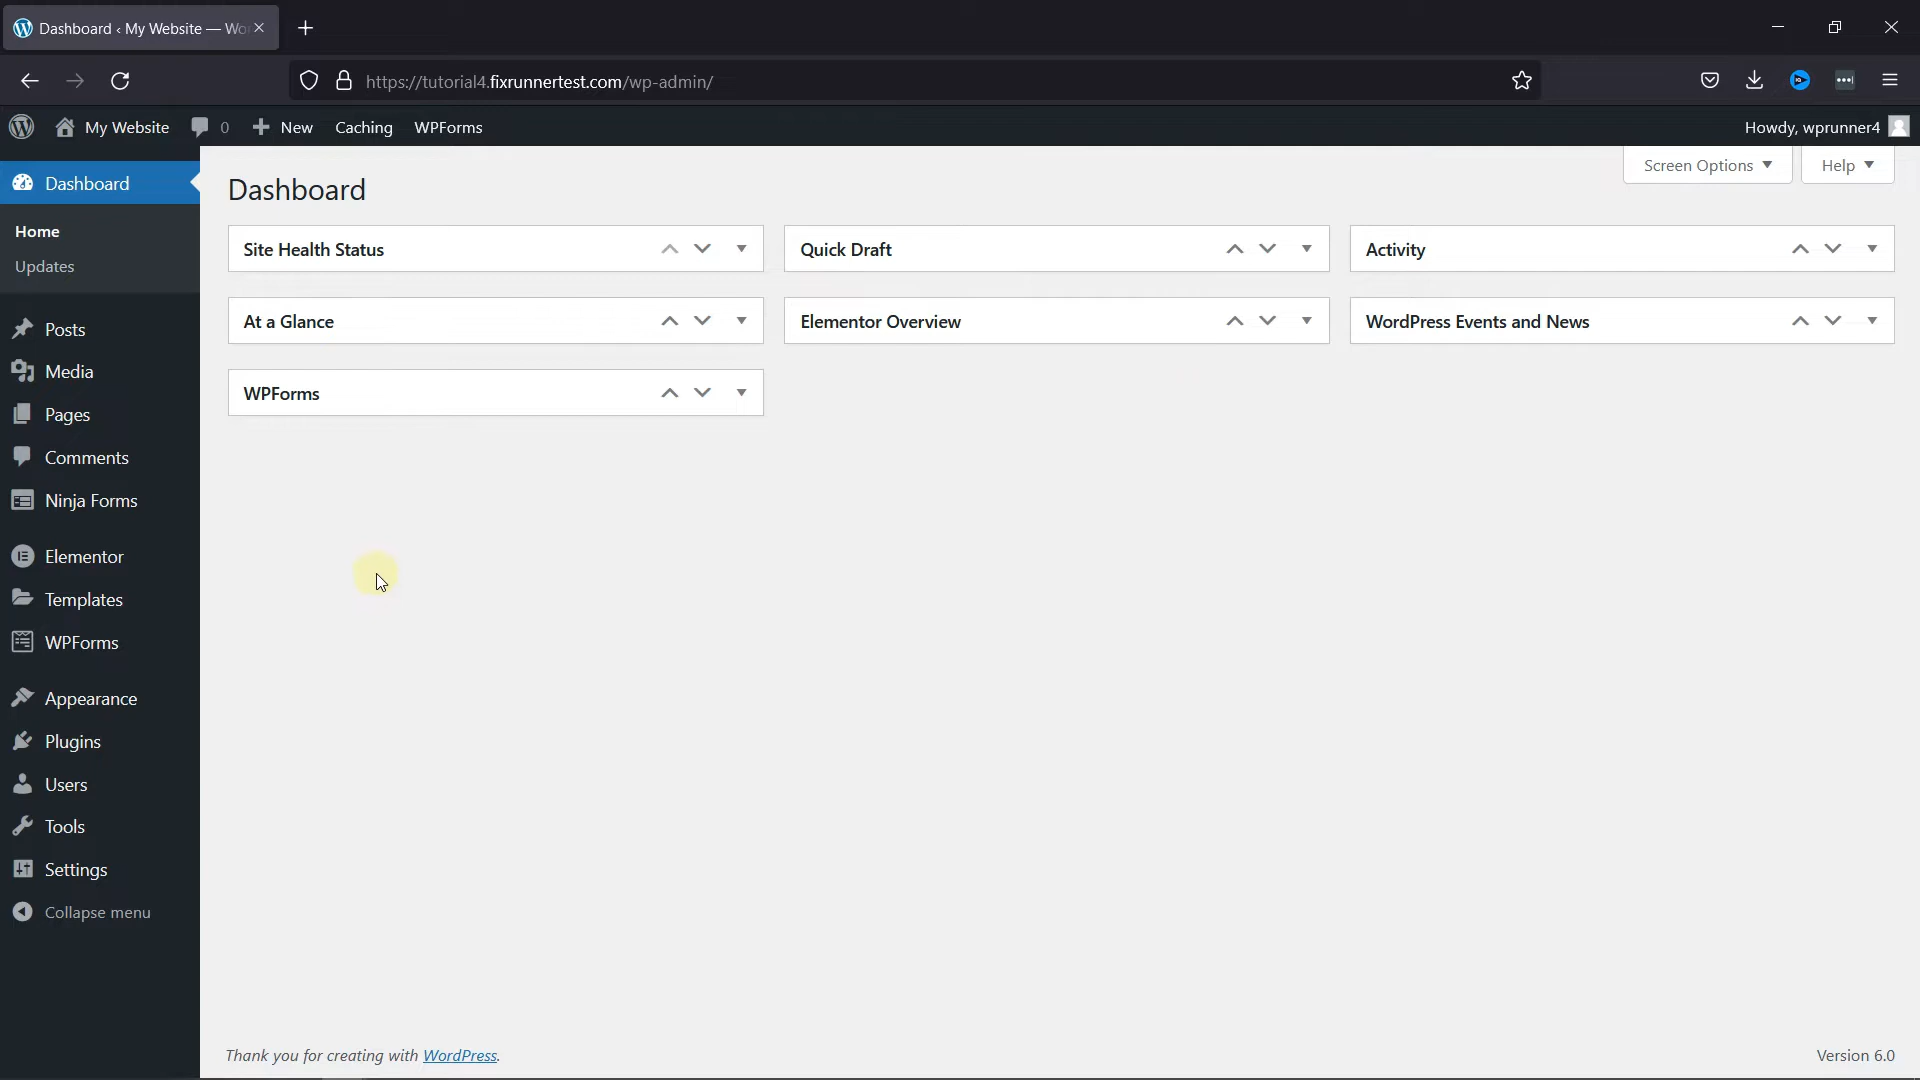 Dashboard ‹ My Website — Wo
https://tutorial4.fixrunnertest.com/wp-admin/
My Website 0 New Caching WPForms Howdy, wprunner4
Dashboard
Home
Updates
Posts
Media
Pages
Comments
Ninja Forms
Elementor
Templates
WPForms
Appearance
Plugins
Users
Tools
Settings
Collapse menu
Screen Options Help
Dashboard
Site Health Status
At a Glance
WPForms
Quick Draft
Elementor Overview
Activity
WordPress Events and News
Thank you for creating with WordPress.
Version 6.0